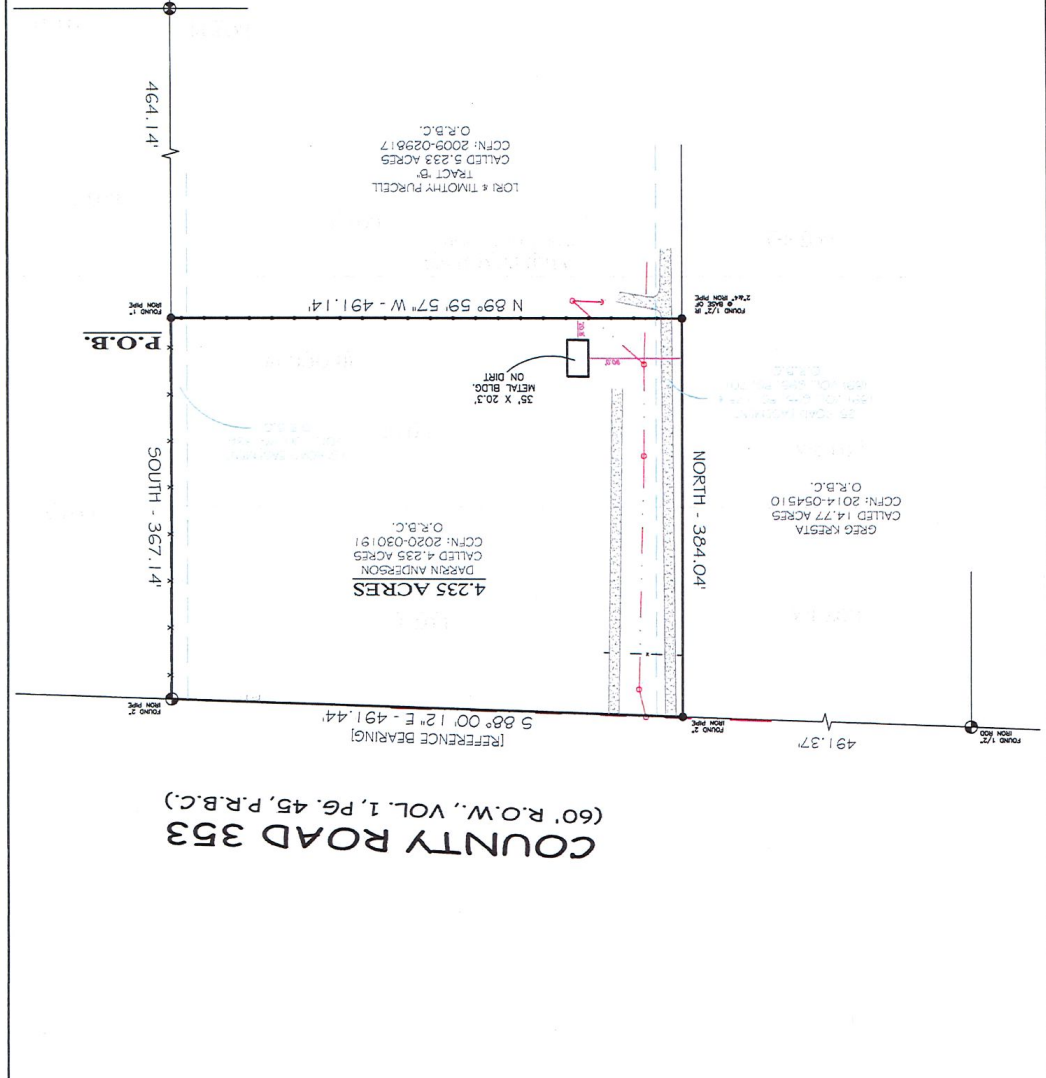 COUNTY ROAD 353
(60' R.O.W., VOL. 1, PG. 45, P.R.B.C.)
FOUND 1/2"
IRON ROD
491.37'
FOUND 2"
IRON PIPE
[REFERENCE BEARING]
S 88° 00' 12" E - 491.44'
FOUND 2"
IRON PIPE
GREG KRESTA
CALLED 14.77 ACRES
CCFN: 2014-054510
O.R.B.C.
NORTH - 384.04'
4.235 ACRES
DARRIN ANDERSON
CALLED 4.235 ACRES
CCFN: 2020-030191
O.R.B.C.
SOUTH - 367.14'
35' X 20.3'
METAL BLDG.
ON DIRT
P.O.B.
FOUND 1/2" IR
@ BASE OF
2"&4" IRON PIPE
N 89° 59' 57" W - 491.14'
FOUND 1"
IRON PIPE
LORI & TIMOTHY PURCELL
TRACT "B"
CALLED 5.233 ACRES
CCFN: 2009-029817
O.R.B.C.
464.14'